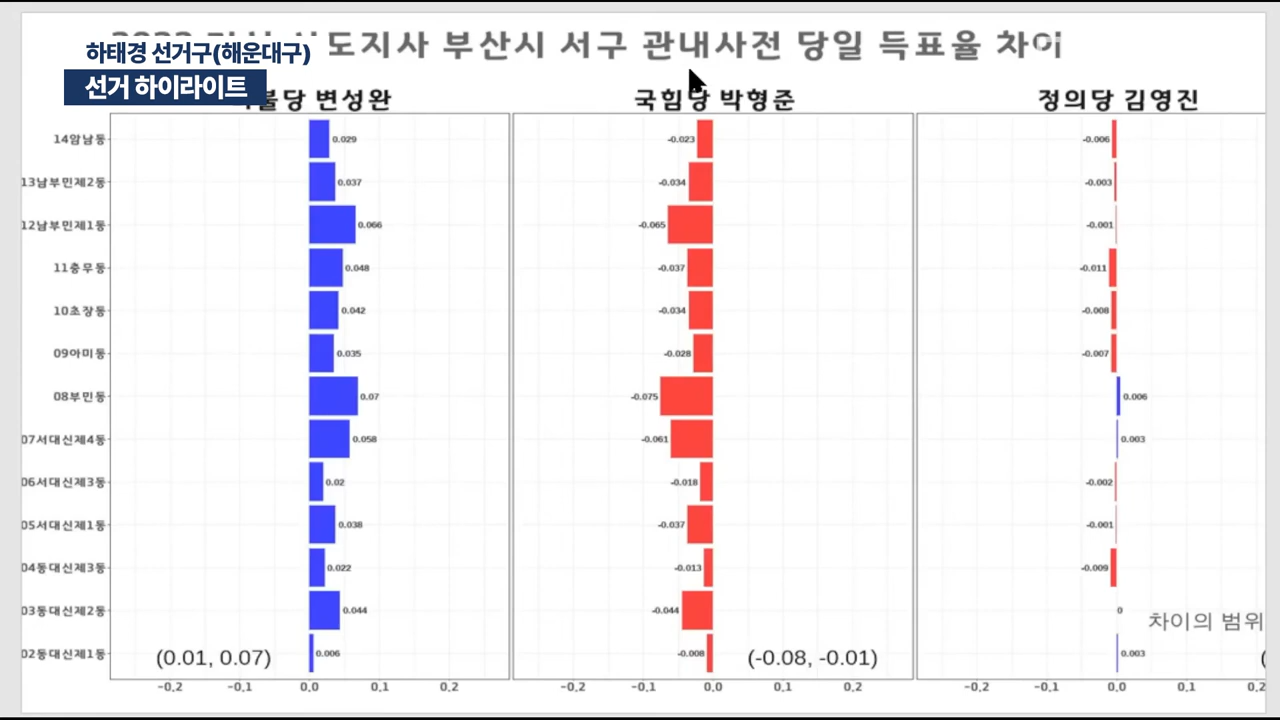 하태경 선거구(해운대구)
선거 하이라이트
도지사 부산시 서구 관내사전 당일 득표율 차이
변성완 국힘당 박형준 정의당 김영진
14암남동 0.029 -0.023 -0.006
13남부민제2동 0.037 -0.034 -0.003
12남부민제1동 0.066 -0.065 -0.001
11충무동 0.048 -0.037 -0.011
10초장동 0.042 -0.034 -0.008
09아미동 0.035 -0.028 -0.007
08부민동 0.07 -0.075 0.006
07서대신제4동 0.058 -0.061 0.003
06서대신제3동 0.02 -0.018 -0.002
05서대신제1동 0.038 -0.037 -0.001
04동대신제3동 0.022 -0.013 -0.009
03동대신제2동 0.044 -0.044 0
차이의 범위
02동대신제1동 0.006 -0.008 0.003
(0.01, 0.07) (-0.08, -0.01) (
-0.2 -0.1 0.0 0.1 0.2 -0.2 -0.1 0.0 0.1 0.2 -0.2 -0.1 0.0 0.1 0.2